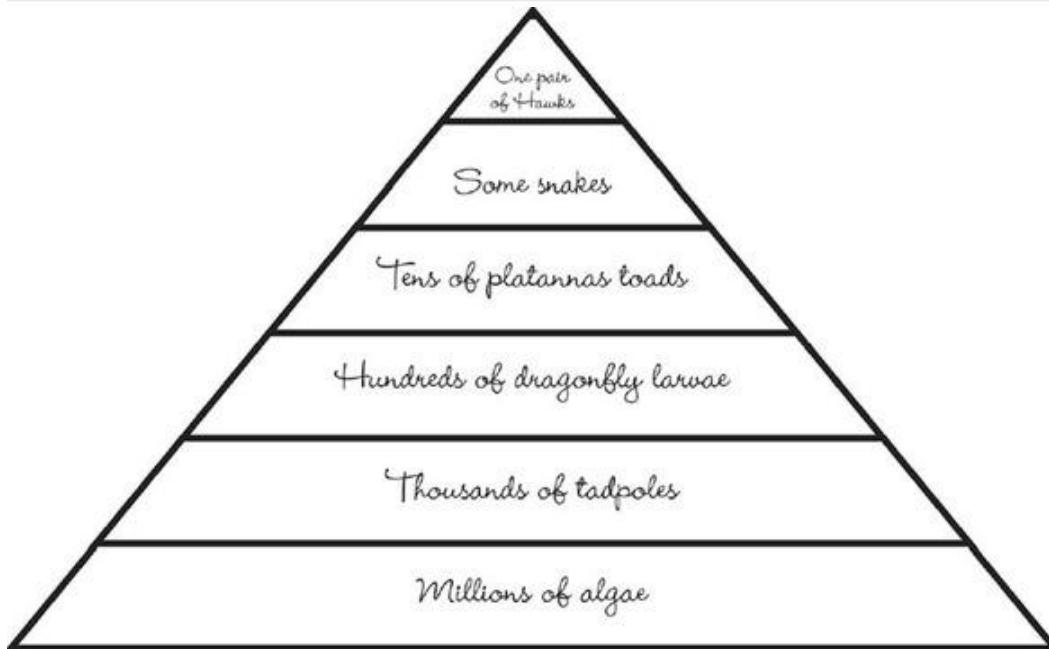 One pair
of Hawks
Some snakes
Tens of platannas toads
Hundreds of dragonfly larvae
Thousands of tadpoles
Millions of algae